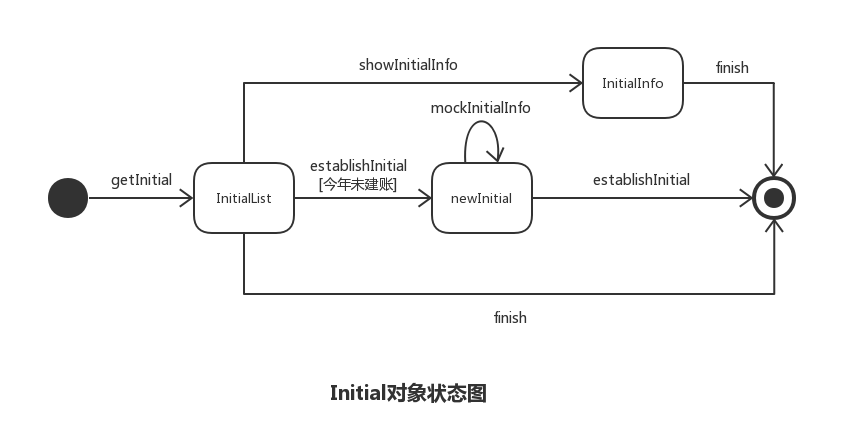 showInitialInfo
InitialInfo
finish
mockInitialInfo
getInitial
InitialList
establishInitial
[今年未建账]
newInitial
establishInitial
finish
Initial对象状态图